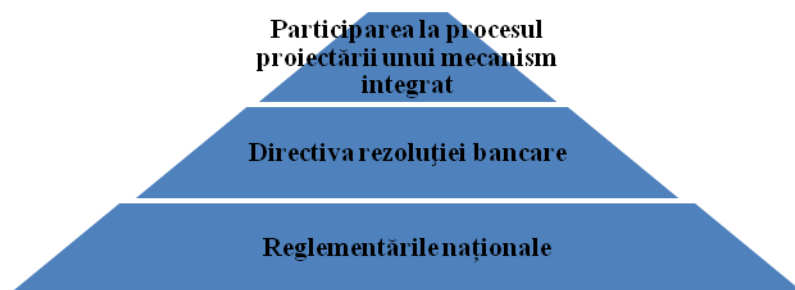 Participarea la procesul
proiectării unui mecanism
integrat
Directiva rezoluției bancare
Reglementările naționale